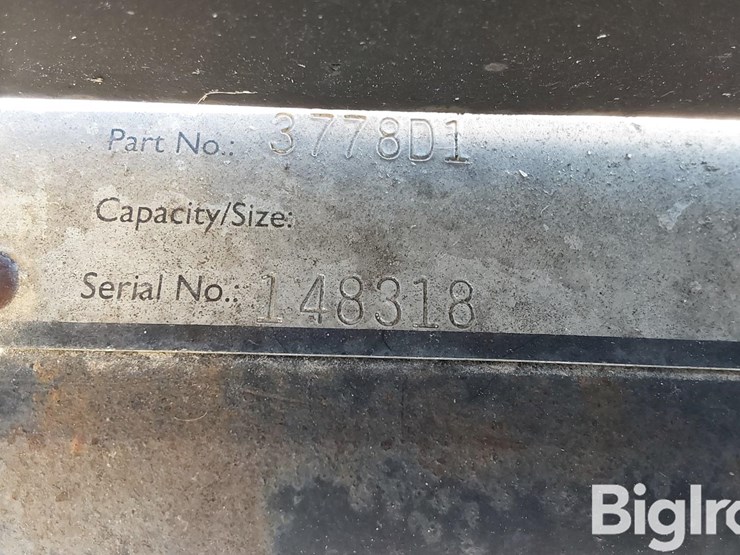 Part No.: 3778D1
Capacity/Size:
Serial No.: 148318
BigIro